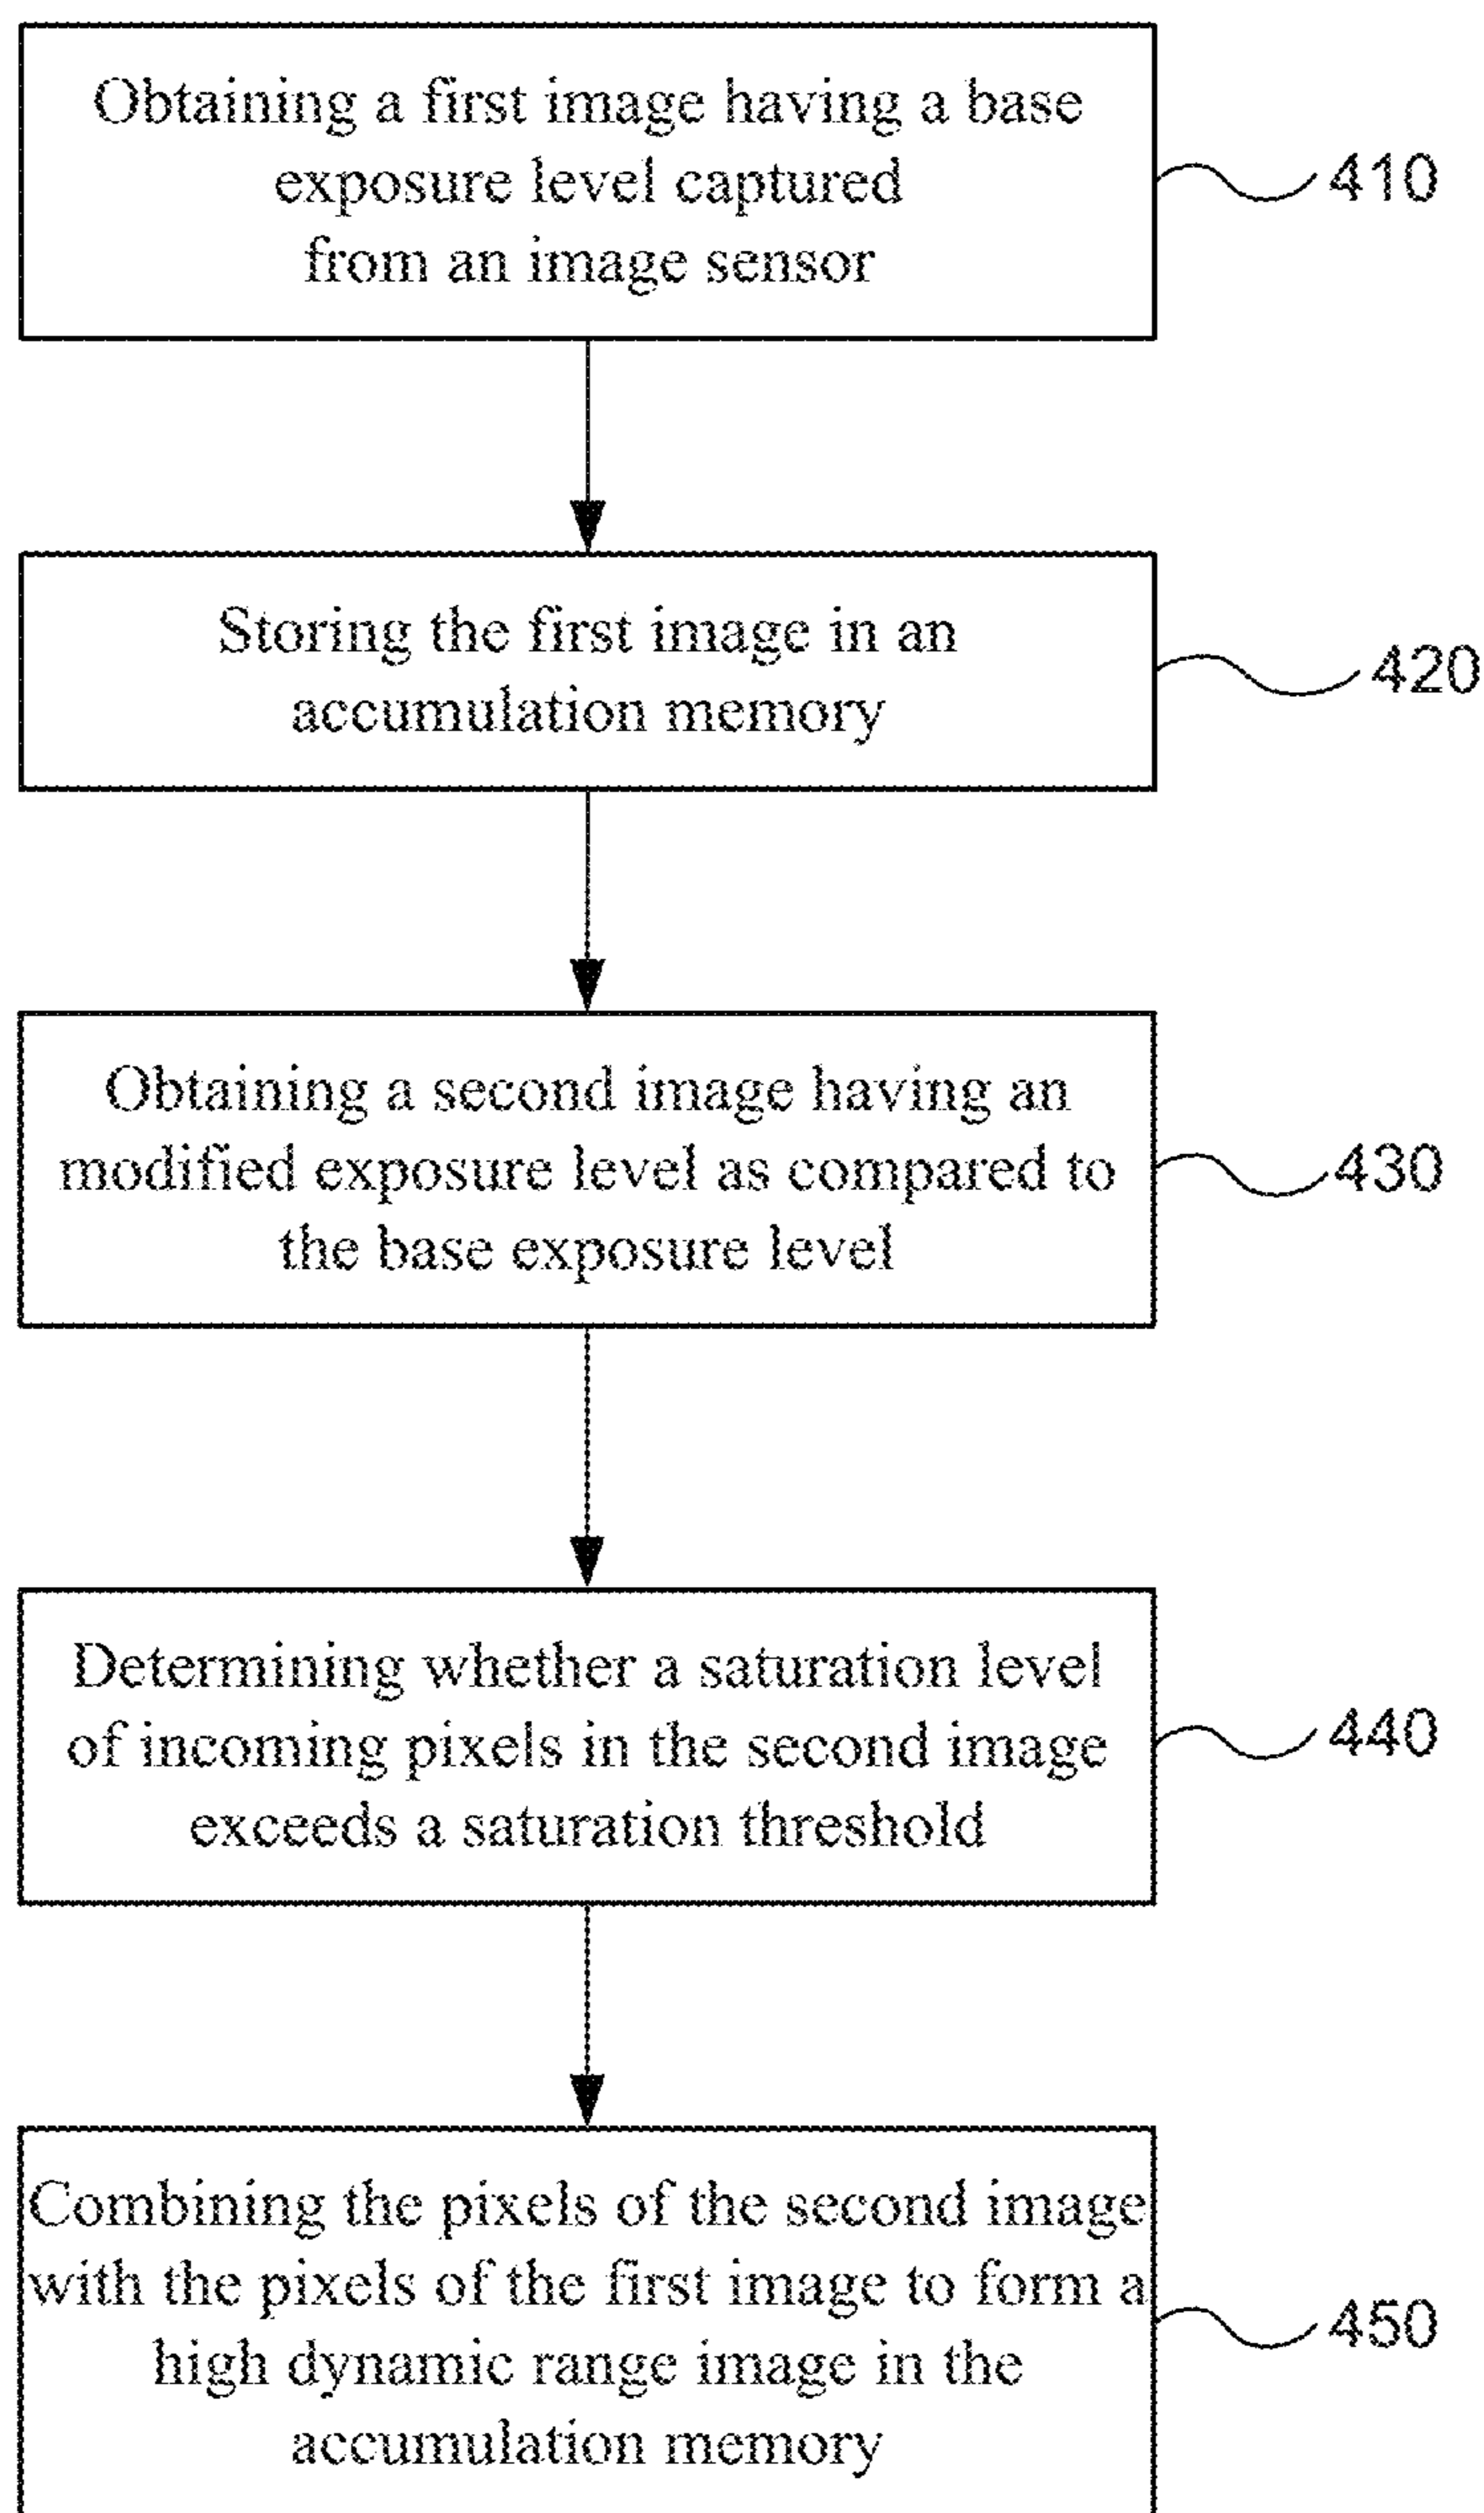 Obtaining a first image having a base
exposure level captured
from an image sensor
410
Storing the first image in an
accumulation memory
420
Obtaining a second image having an
modified exposure level as compared to
the base exposure level
430
Determining whether a saturation level
of incoming pixels in the second image
exceeds a saturation threshold
440
Combining the pixels of the second image
with the pixels of the first image to form a
high dynamic range image in the
accumulation memory
450